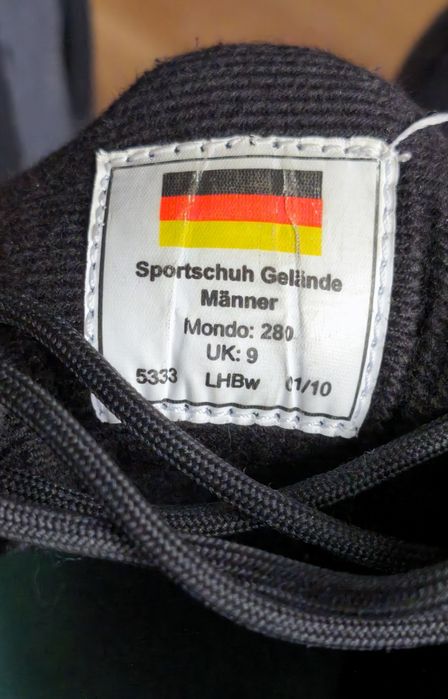 Sportschuh Gelände
Männer
Mondo: 280
UK: 9
5333 LHBw 01/10